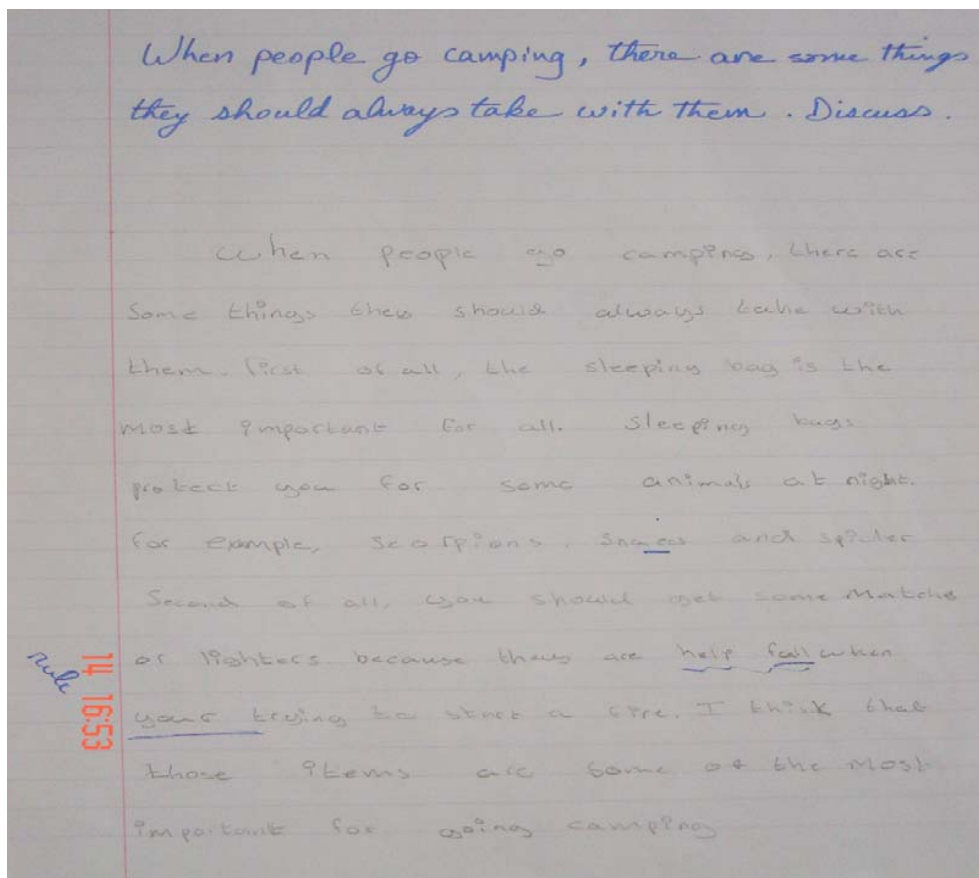 When people go camping, there are some things
they should always take with them. Discuss.
When people go camping, there are
some things they should always take with
them. first of all, the sleeping bag is the
most important for all. sleeping bags
protect you for some animals at night.
for example, scorpions, and spider
Second of all, you should get some matches
or lighters because they are help full when
your trying to start a fire. I think that
those items are some of the most
important for going camping
rule
14 16:53